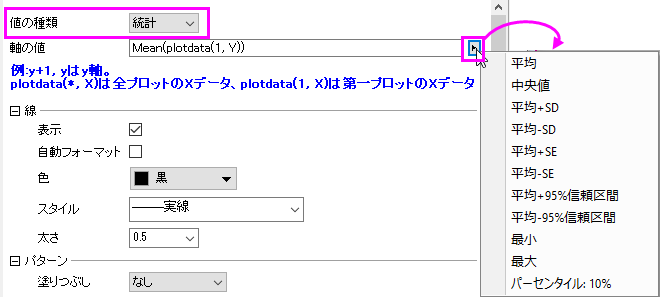 値の種類 統計
軸の値 Mean(plotdata(1, Y))
例:y+1, yはy軸。
plotdata(*, X)は全プロットのXデータ、plotdata(1, X)は第一プロットのXデータ
線
表示
自動フォーマット
色 黒
スタイル 実線
太さ 0.5
パターン
塗りつぶし なし
平均
中央値
平均+SD
平均-SD
平均+SE
平均-SE
平均+95%信頼区間
平均-95%信頼区間
最小
最大
パーセンタイル: 10%